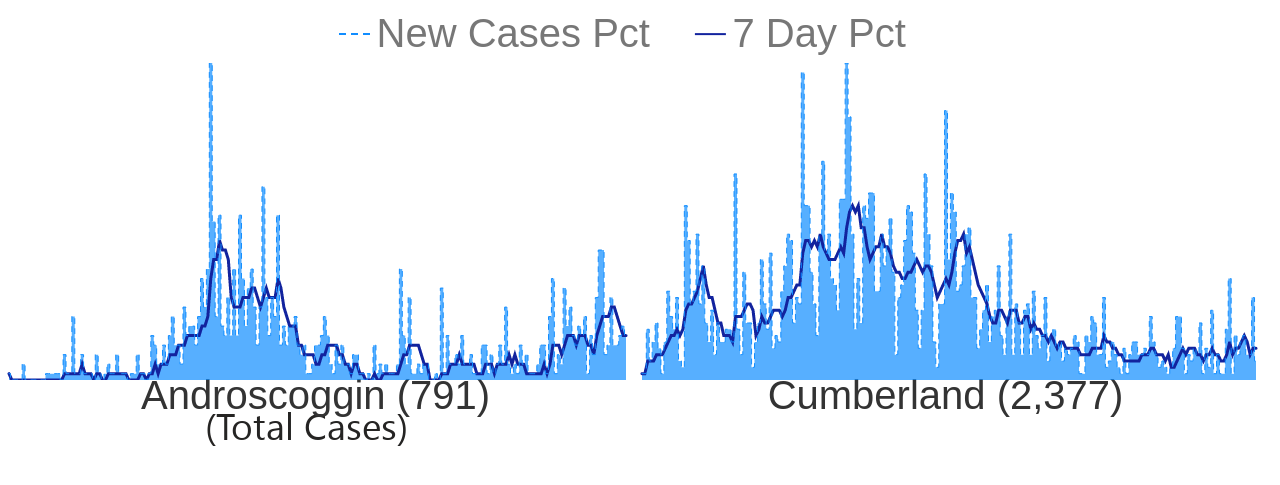 New Cases Pct 7 Day Pct
Androscoggin (791) Cumberland (2,377)
(Total Cases)